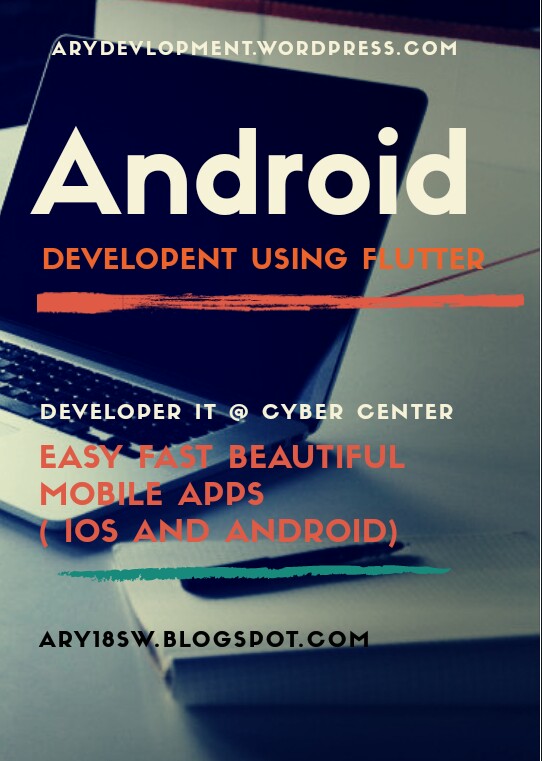 ARYDEVLOPMENT.WORDPRESS.COM
Android
DEVELOPENT USING FLUTTER
DEVELOPER IT @ CYBER CENTER
EASY FAST BEAUTIFUL
MOBILE APPS
( IOS AND ANDROID)
ARY18SW.BLOGSPOT.COM